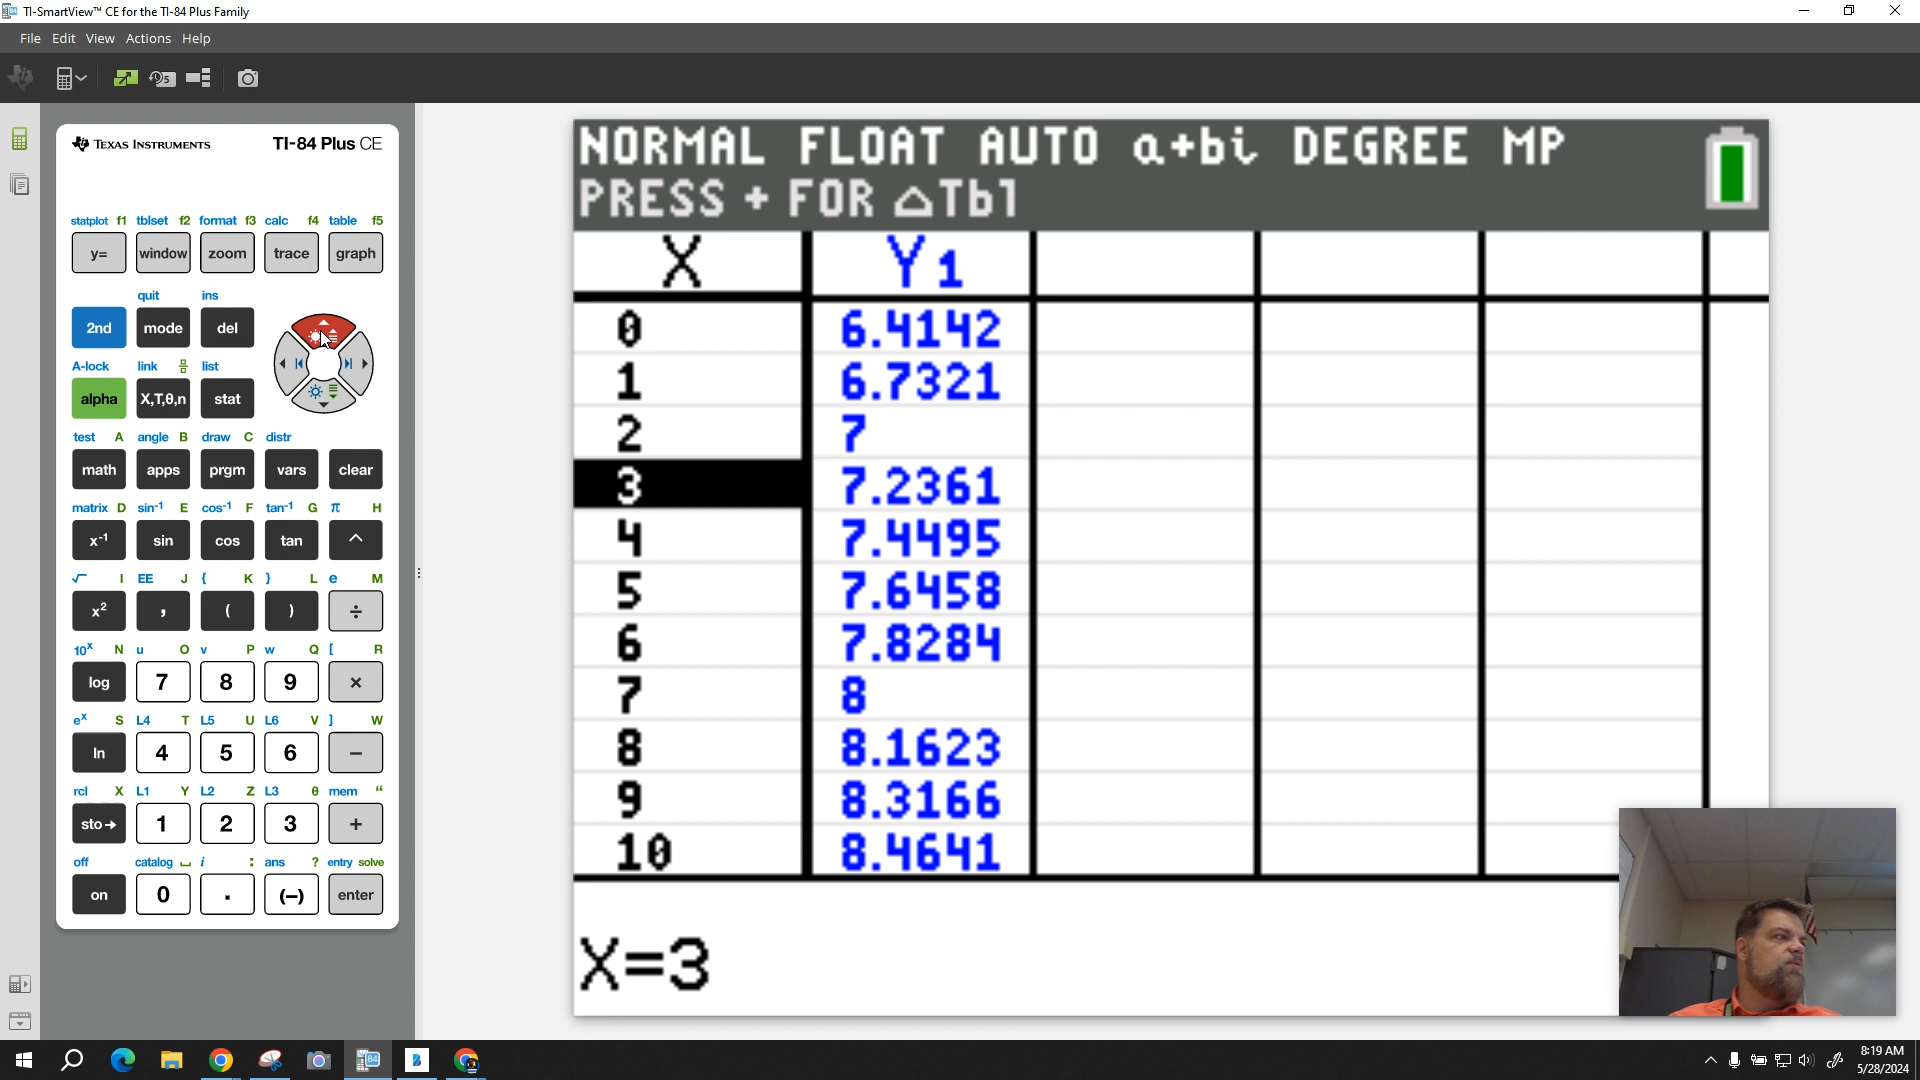 TI-SmartView™ CE for the TI-84 Plus Family
File Edit View Actions Help
TEXAS INSTRUMENTS TI-84 Plus CE
statplot f1 tblset f2 format f3 calc f4 table f5
y= window zoom trace graph
quit ins
2nd mode del
A-lock link list
alpha X,T,θ,n stat
test A angle B draw C distr
math apps prgm vars clear
matrix D sin⁻¹ E cos⁻¹ F tan⁻¹ G π H
x⁻¹ sin cos tan ^
√ I EE J { K } L e M
x² , ( ) ÷
10ˣ N u O v P w Q [ R
log 7 8 9 ×
eˣ S L4 T L5 U L6 V ] W
ln 4 5 6 −
rcl X L1 Y L2 Z L3 θ mem "
sto→ 1 2 3 +
off catalog ⎵ i : ans ? entry solve
on 0 . (−) enter
NORMAL FLOAT AUTO a+bi DEGREE MP
PRESS + FOR △Tbl
X Y1
0 6.4142
1 6.7321
2 7
3 7.2361
4 7.4495
5 7.6458
6 7.8284
7 8
8 8.1623
9 8.3166
10 8.4641
X=3
84
8:19 AM
5/28/2024